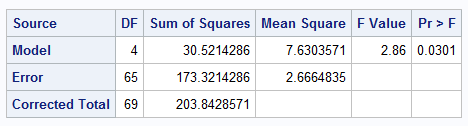 Source DF Sum of Squares Mean Square F Value Pr > F
Model 4 30.5214286 7.6303571 2.86 0.0301
Error 65 173.3214286 2.6664835
Corrected Total 69 203.8428571